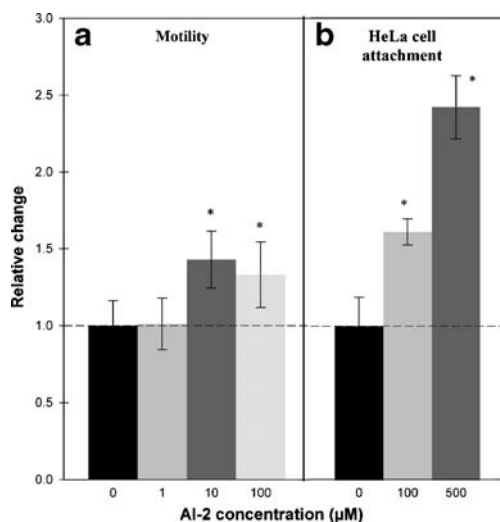 a Motility
b HeLa cell
attachment
3.0
2.5
2.0
1.5
1.0
0.5
0.0
Relative change
* *
* *
0 1 10 100
0 100 500
AI-2 concentration (µM)